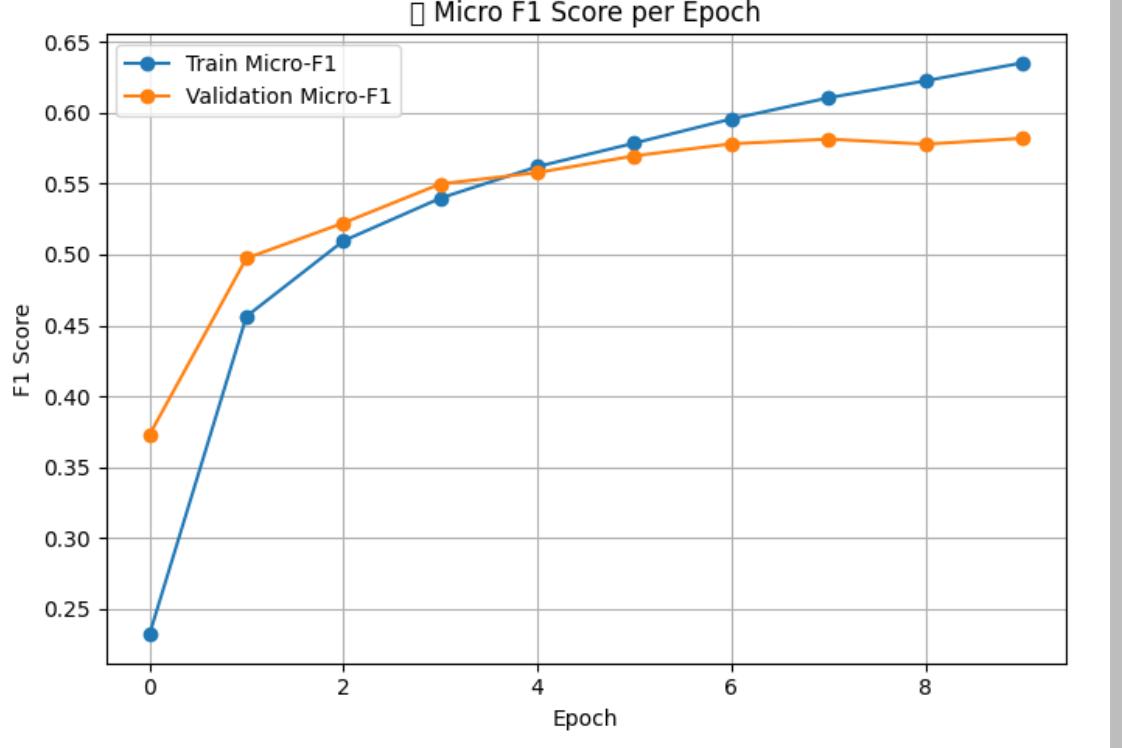 ▯ Micro F1 Score per Epoch
Train Micro-F1
Validation Micro-F1
0.65
0.60
0.55
0.50
0.45
0.40
0.35
0.30
0.25
F1 Score
0 2 4 6 8
Epoch